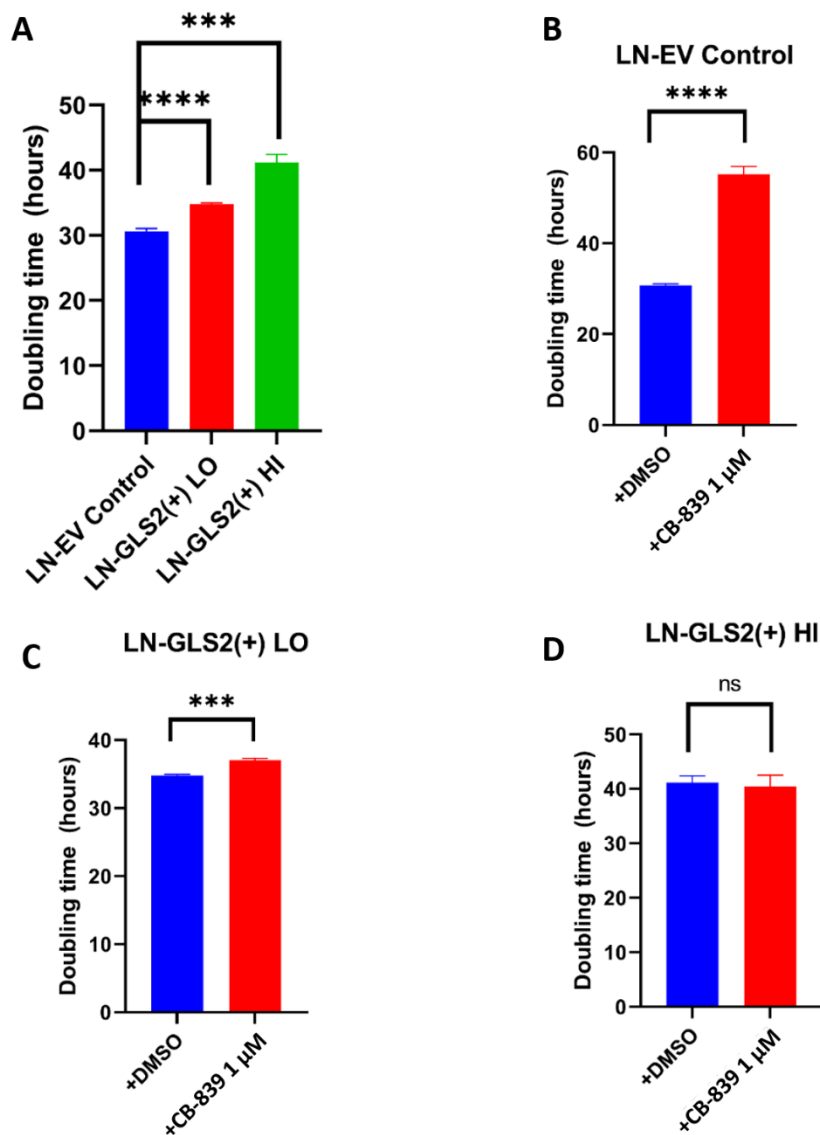 A
***
****
Doubling time (hours)
50
40
30
20
10
0
LN-EV Control
LN-GLS2(+) LO
LN-GLS2(+) HI
B
LN-EV Control
****
Doubling time (hours)
60
40
20
0
+DMSO
+CB-839 1 µM
C
LN-GLS2(+) LO
***
Doubling time (hours)
40
30
20
10
0
+DMSO
+CB-839 1 µM
D
LN-GLS2(+) HI
ns
Doubling time (hours)
50
40
30
20
10
0
+DMSO
+CB-839 1 µM